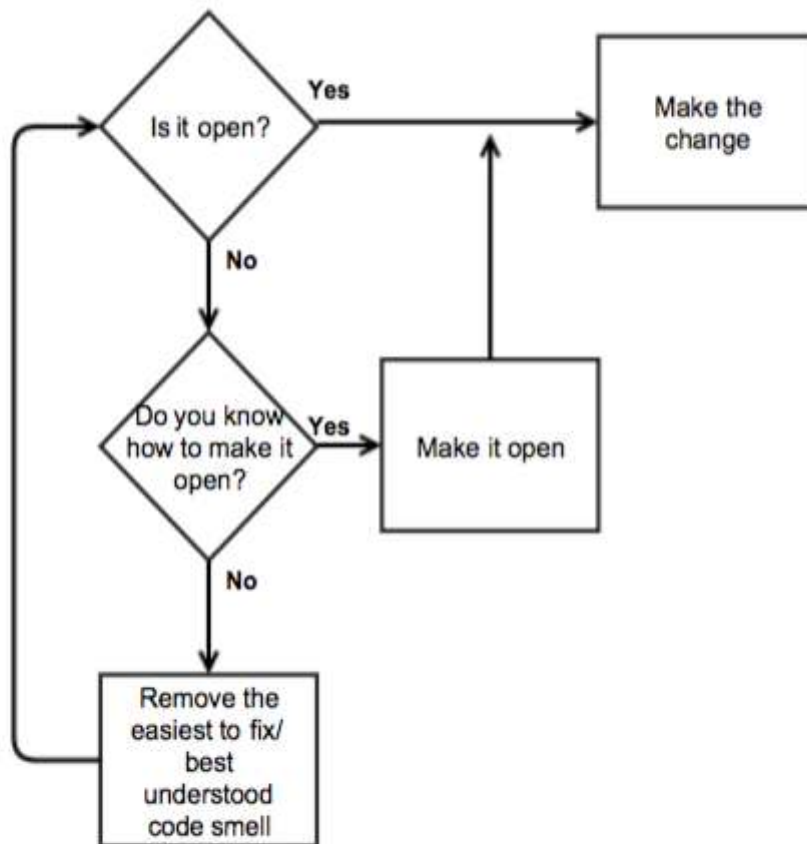 Is it open?
Yes
Make the
change
No
Do you know
how to make it
open?
Yes
Make it open
No
Remove the
easiest to fix/
best
understood
code smell